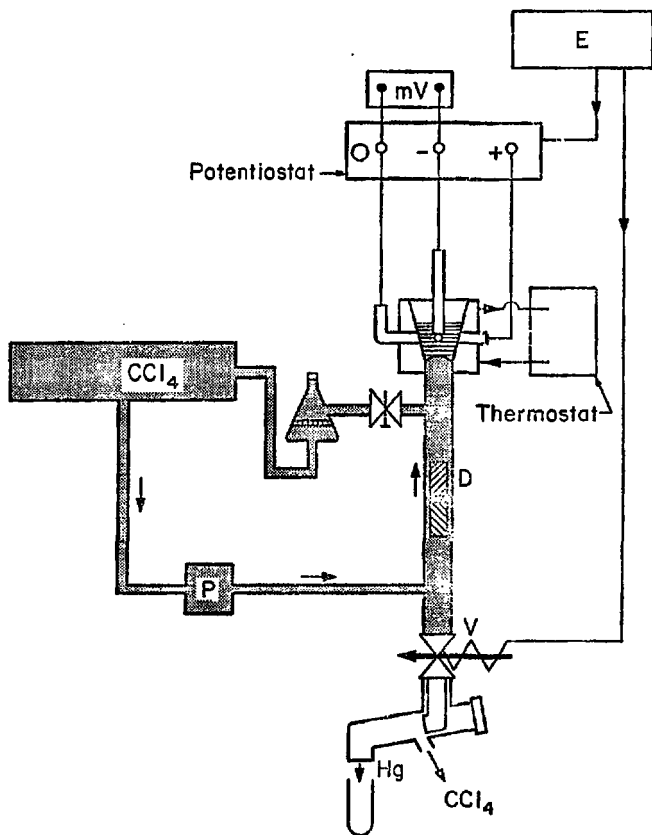 E
mV
O - +
Potentiostat
CCl₄
Thermostat
D
P
V
Hg
CCl₄